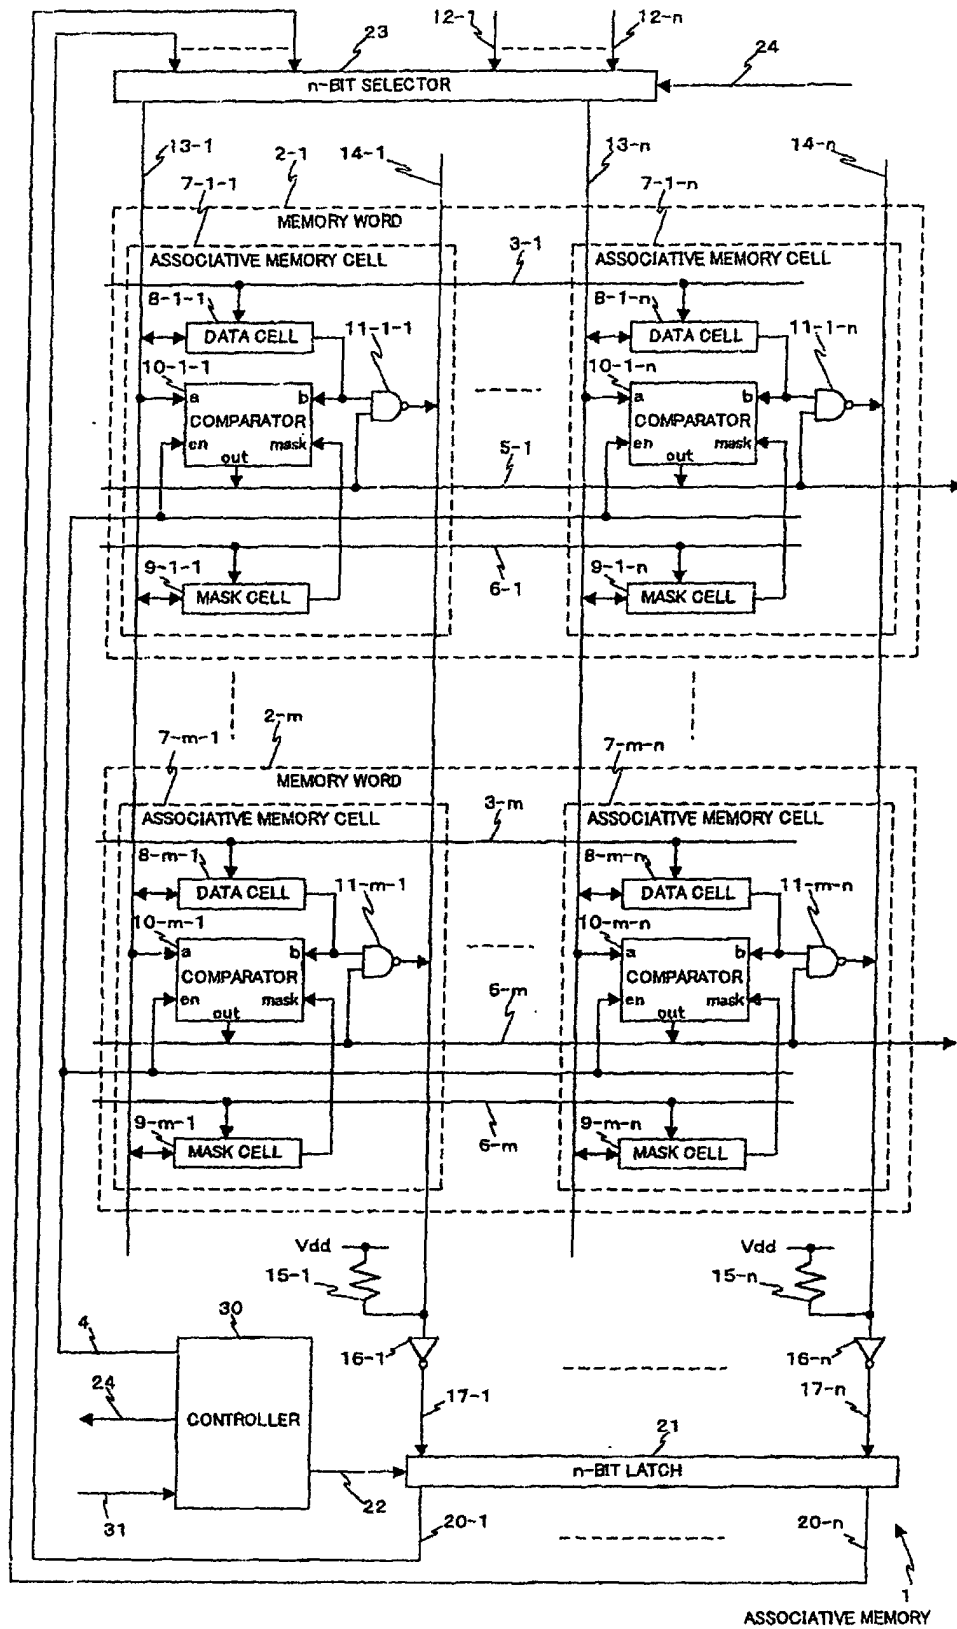 12-1
12-n
23
24
n-BIT SELECTOR
13-1
2-1
14-1
13-n
14-n
7-1-1
7-1-n
MEMORY WORD
ASSOCIATIVE MEMORY CELL
3-1
ASSOCIATIVE MEMORY CELL
8-1-1
8-1-n
DATA CELL
11-1-1
DATA CELL
11-1-n
10-1-1
10-1-n
a
b
a
b
COMPARATOR
COMPARATOR
en
mask
en
mask
out
5-1
out
9-1-1
6-1
9-1-n
MASK CELL
MASK CELL
2-m
7-m-1
7-m-n
MEMORY WORD
ASSOCIATIVE MEMORY CELL
3-m
ASSOCIATIVE MEMORY CELL
8-m-1
8-m-n
DATA CELL
11-m-1
DATA CELL
11-m-n
10-m-1
10-m-n
a
b
a
b
COMPARATOR
COMPARATOR
en
mask
en
mask
out
5-m
out
9-m-1
6-m
9-m-n
MASK CELL
MASK CELL
Vdd
Vdd
15-1
15-n
30
4
16-1
16-n
24
17-1
17-n
CONTROLLER
21
n-BIT LATCH
31
22
20-1
20-n
1
ASSOCIATIVE MEMORY